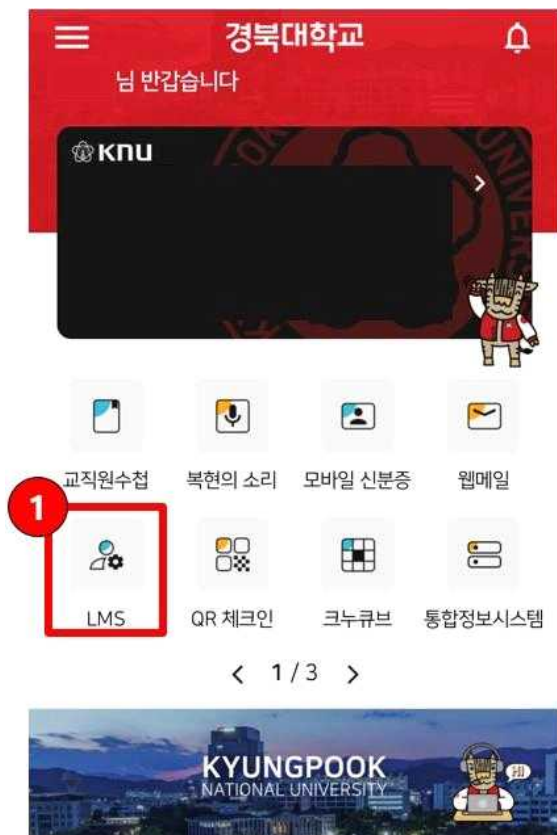 경북대학교
님 반갑습니다
KNU
교직원수첩 복현의 소리 모바일 신분증 웹메일
1
LMS QR 체크인 크누큐브 통합정보시스템
< 1 / 3 >
KYUNGPOOK
NATIONAL UNIVERSITY
HI